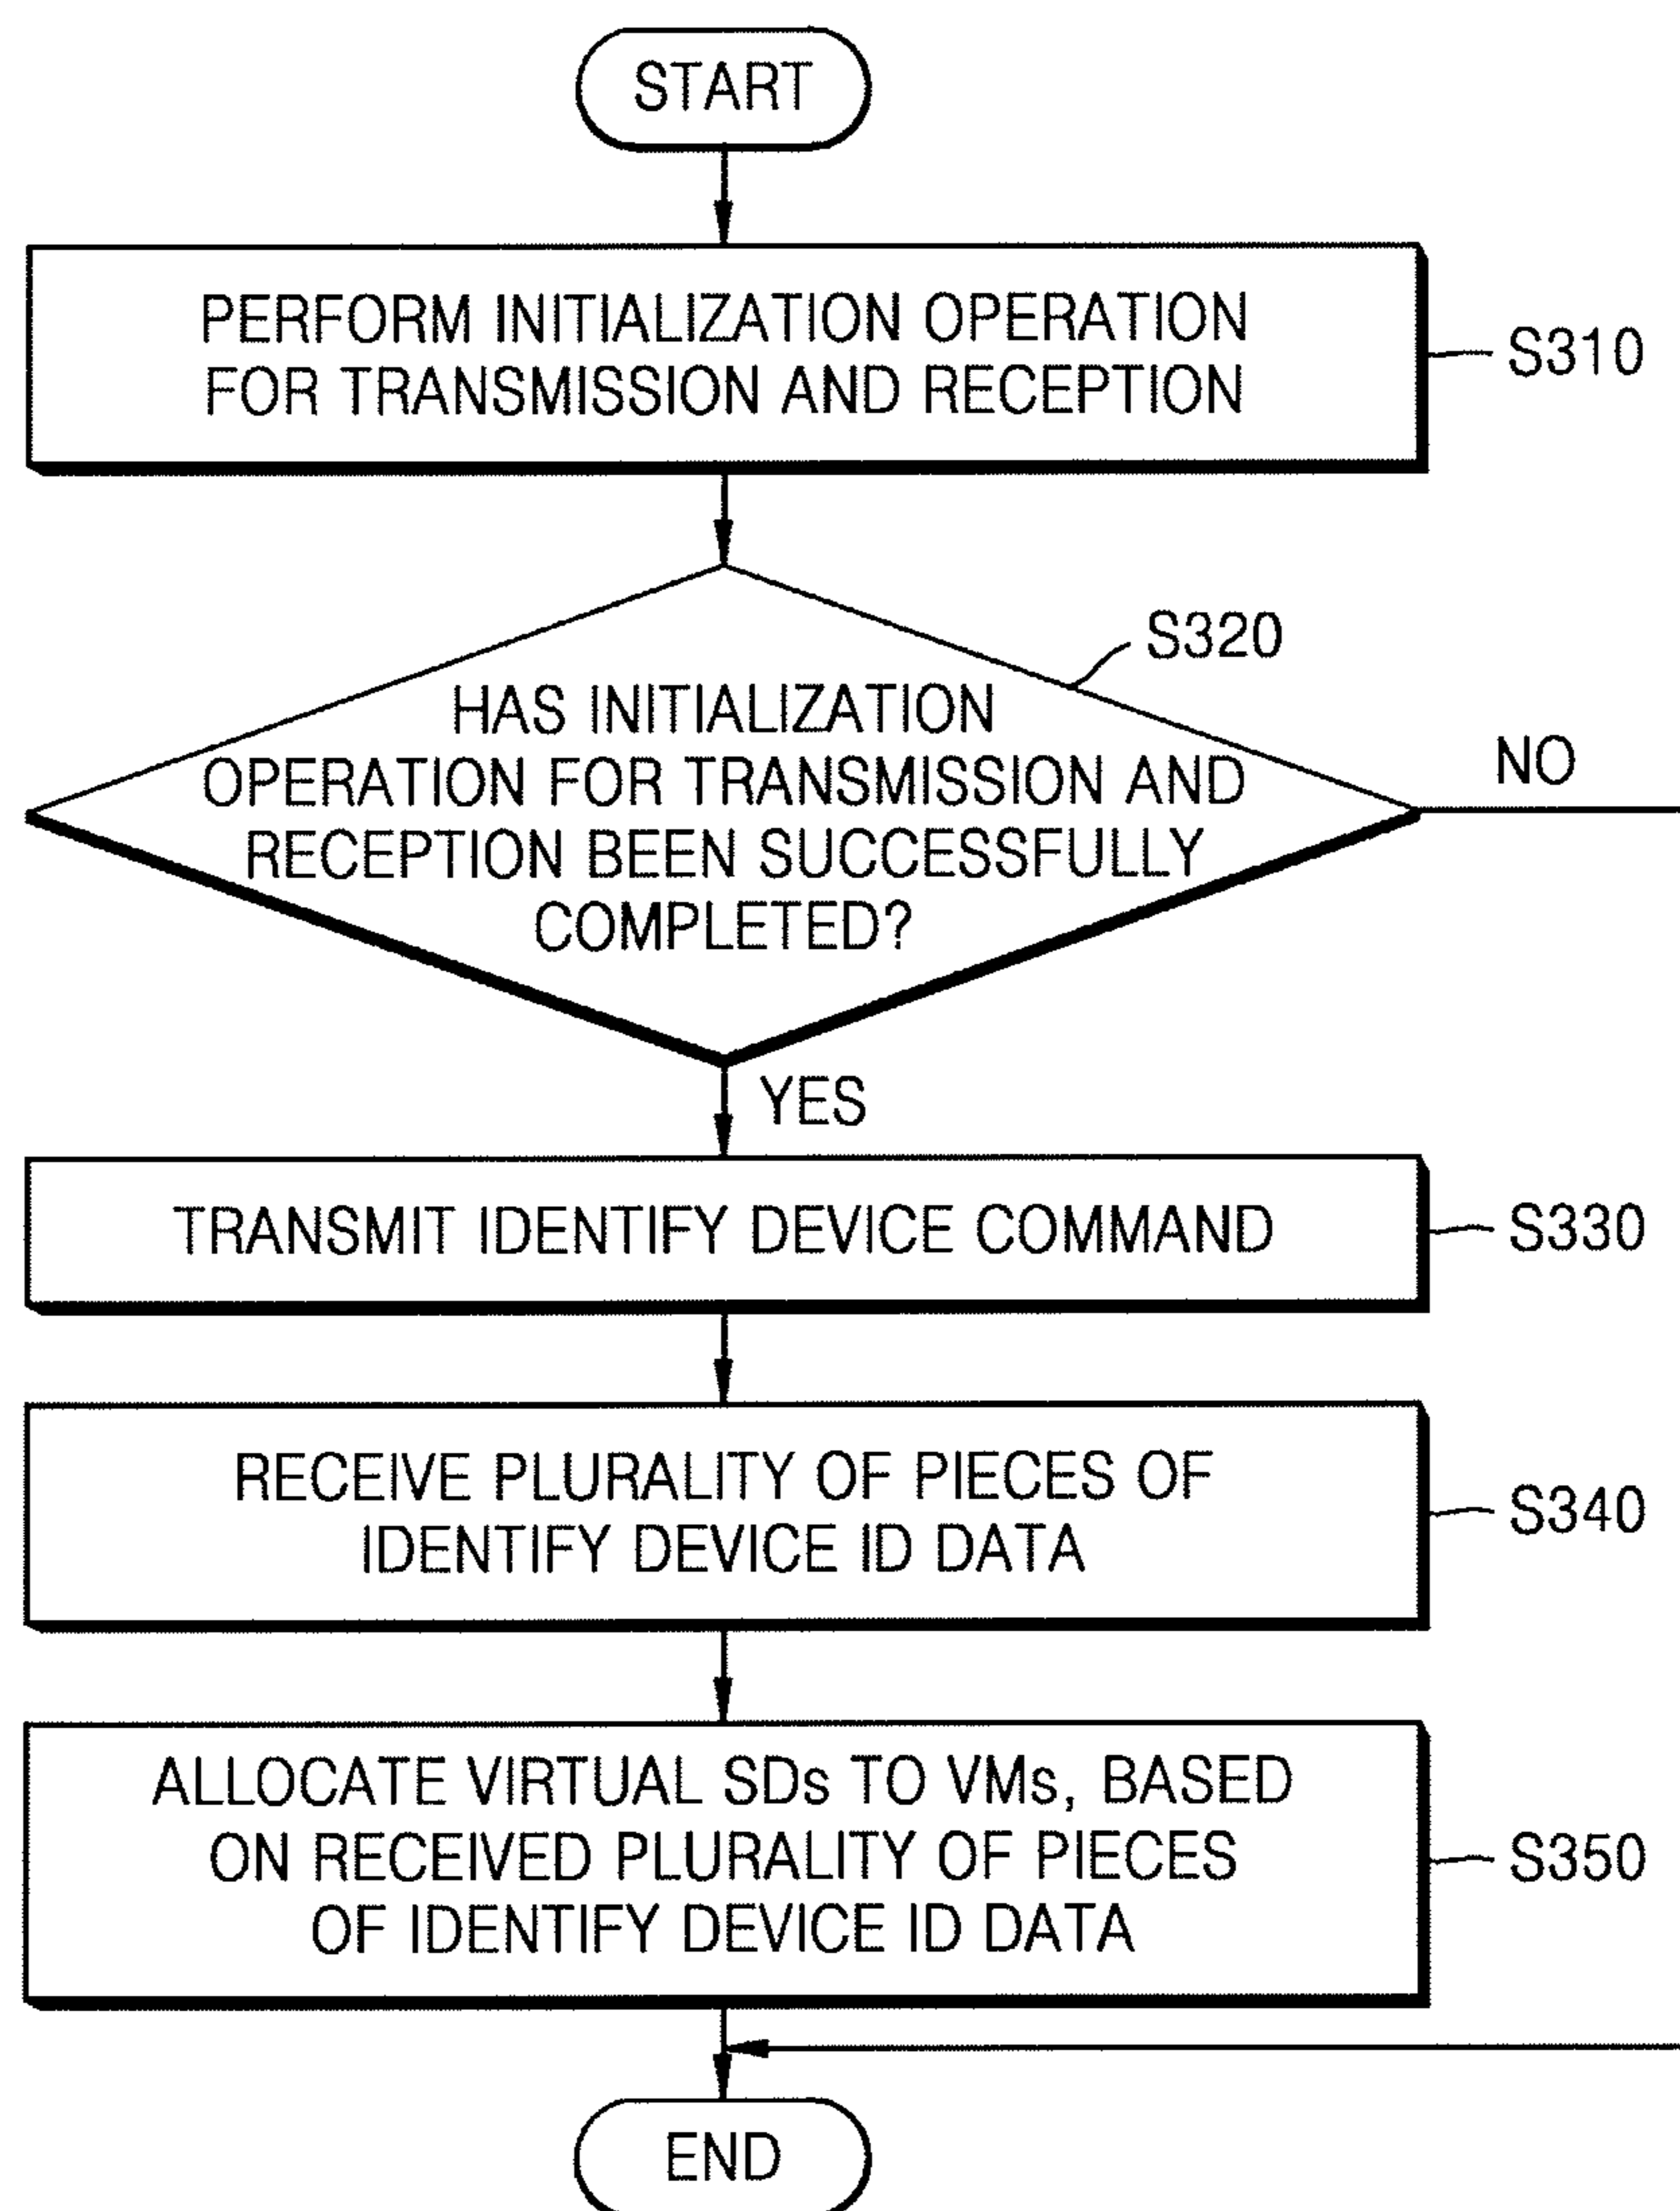 START
PERFORM INITIALIZATION OPERATION
FOR TRANSMISSION AND RECEPTION
S310
S320
HAS INITIALIZATION
OPERATION FOR TRANSMISSION AND
RECEPTION BEEN SUCCESSFULLY
COMPLETED?
NO
YES
TRANSMIT IDENTIFY DEVICE COMMAND
S330
RECEIVE PLURALITY OF PIECES OF
IDENTIFY DEVICE ID DATA
S340
ALLOCATE VIRTUAL SDs TO VMs, BASED
ON RECEIVED PLURALITY OF PIECES
OF IDENTIFY DEVICE ID DATA
S350
END